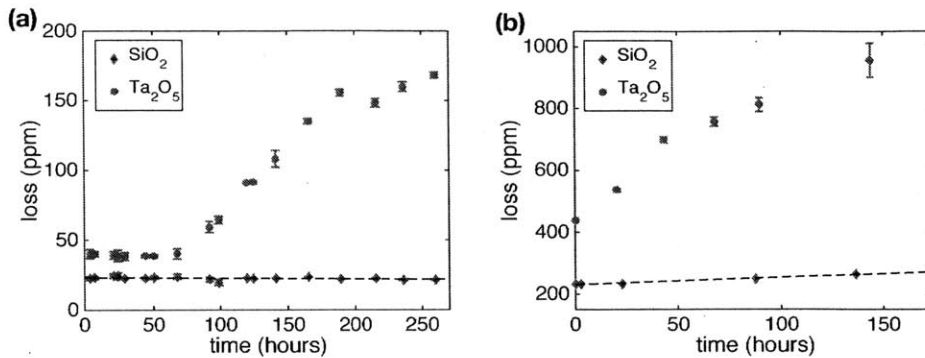 (a)
200
150
100
50
0
loss (ppm)
SiO₂
Ta₂O₅
0 50 100 150 200 250
time (hours)
(b)
1000
800
600
400
200
loss (ppm)
SiO₂
Ta₂O₅
0 50 100 150
time (hours)